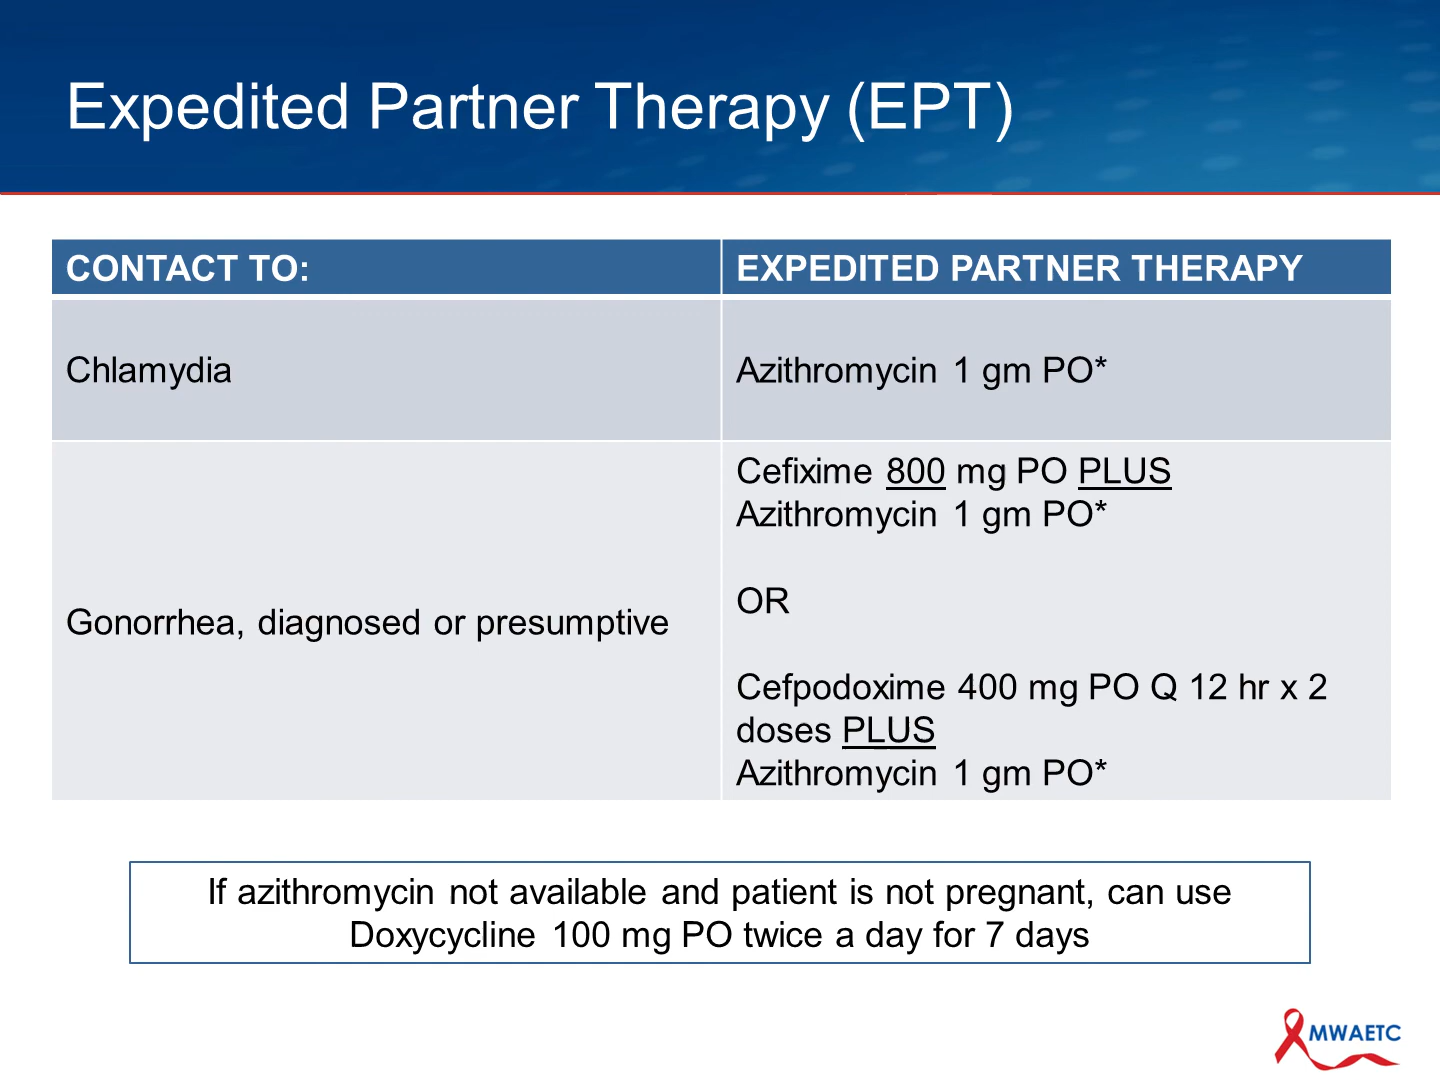 Expedited Partner Therapy (EPT)
CONTACT TO:
EXPEDITED PARTNER THERAPY
Chlamydia
Azithromycin 1 gm PO*
Gonorrhea, diagnosed or presumptive
Cefixime 800 mg PO PLUS
Azithromycin 1 gm PO*
OR
Cefpodoxime 400 mg PO Q 12 hr x 2
doses PLUS
Azithromycin 1 gm PO*
If azithromycin not available and patient is not pregnant, can use
Doxycycline 100 mg PO twice a day for 7 days
MWAETC